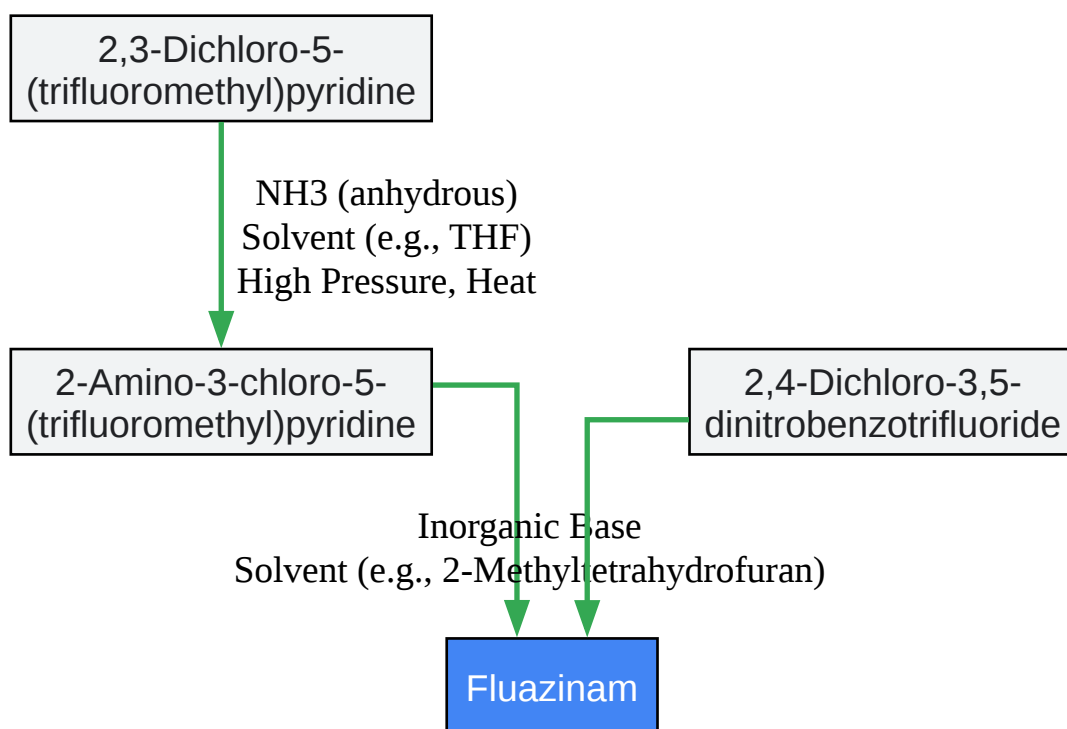 2,3-Dichloro-5-
(trifluoromethyl)pyridine
NH3 (anhydrous)
Solvent (e.g., THF)
High Pressure, Heat
2-Amino-3-chloro-5-
(trifluoromethyl)pyridine
2,4-Dichloro-3,5-
dinitrobenzotrifluoride
Inorganic Base
Solvent (e.g., 2-Methyltetrahydrofuran)
Fluazinam